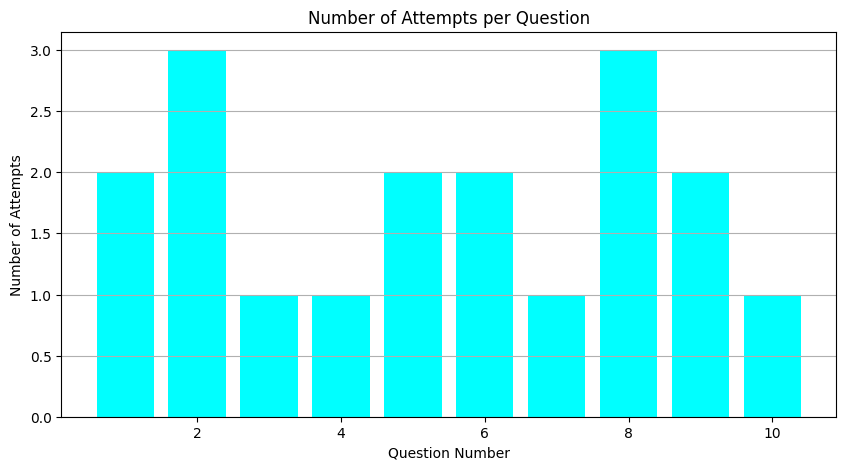 Number of Attempts per Question
Number of Attempts
3.0
2.5
2.0
1.5
1.0
0.5
0.0
2 4 6 8 10
Question Number